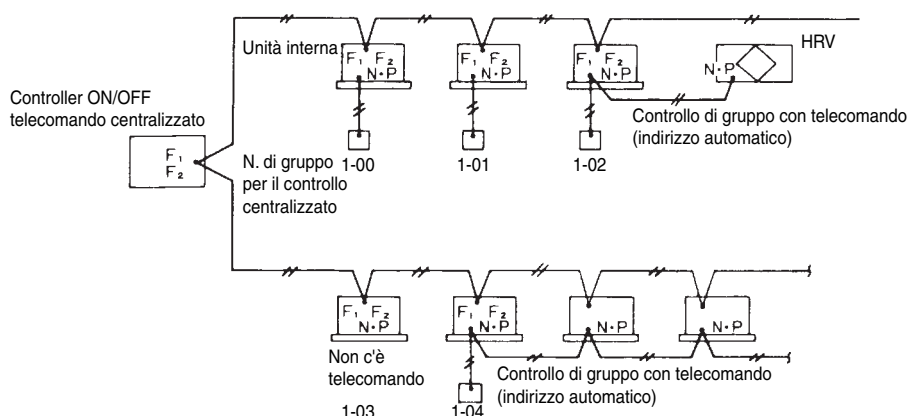 Unità interna
F₁ F₂
N·P
F₁ F₂
N·P
F₁ F₂
N·P
N·P
HRV
Controller ON/OFF
telecomando centralizzato
F₁
F₂
N. di gruppo
per il controllo
centralizzato
1-00
1-01
1-02
Controllo di gruppo con telecomando
(indirizzo automatico)
F₁ F₂
N·P
F₁ F₂
N·P
N·P
N·P
Non c'è
telecomando
1-03
1-04
Controllo di gruppo con telecomando
(indirizzo automatico)